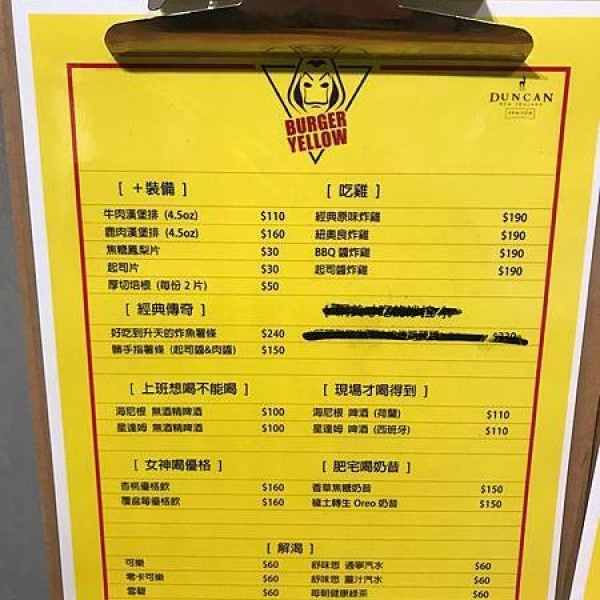 BURGER
YELLOW
DUNCAN
NEW ZEALAND
[ +裝備 ]
牛肉漢堡排 (4.5oz) $110
鹿肉漢堡排 (4.5oz) $160
焦糖鳳梨片 $30
起司片 $30
厚切培根 (每份2片) $50
[ 吃雞 ]
經典原味炸雞 $190
紐奧良炸雞 $190
BBQ 醬炸雞 $190
起司醬炸雞 $190
[ 經典傳奇 ]
好吃到升天的炸魚薯條 $240
髒手指薯條 (起司醬&肉醬) $150
[ 上班想喝不能喝 ]
海尼根 無酒精啤酒 $100
星達姆 無酒精啤酒 $100
[ 現場才喝得到 ]
海尼根 啤酒 (荷蘭) $110
星達姆 啤酒 (西班牙) $110
[ 女神喝優格 ]
杏桃優格飲 $160
覆盆莓優格飲 $160
[ 肥宅喝奶昔 ]
香草焦糖奶昔 $150
穢土轉生 Oreo 奶昔 $150
[ 解渴 ]
可樂 $60
零卡可樂 $60
雪碧 $60
舒味思 通寧汽水 $60
舒味思 薑汁汽水 $60
每朝健康綠茶 $60